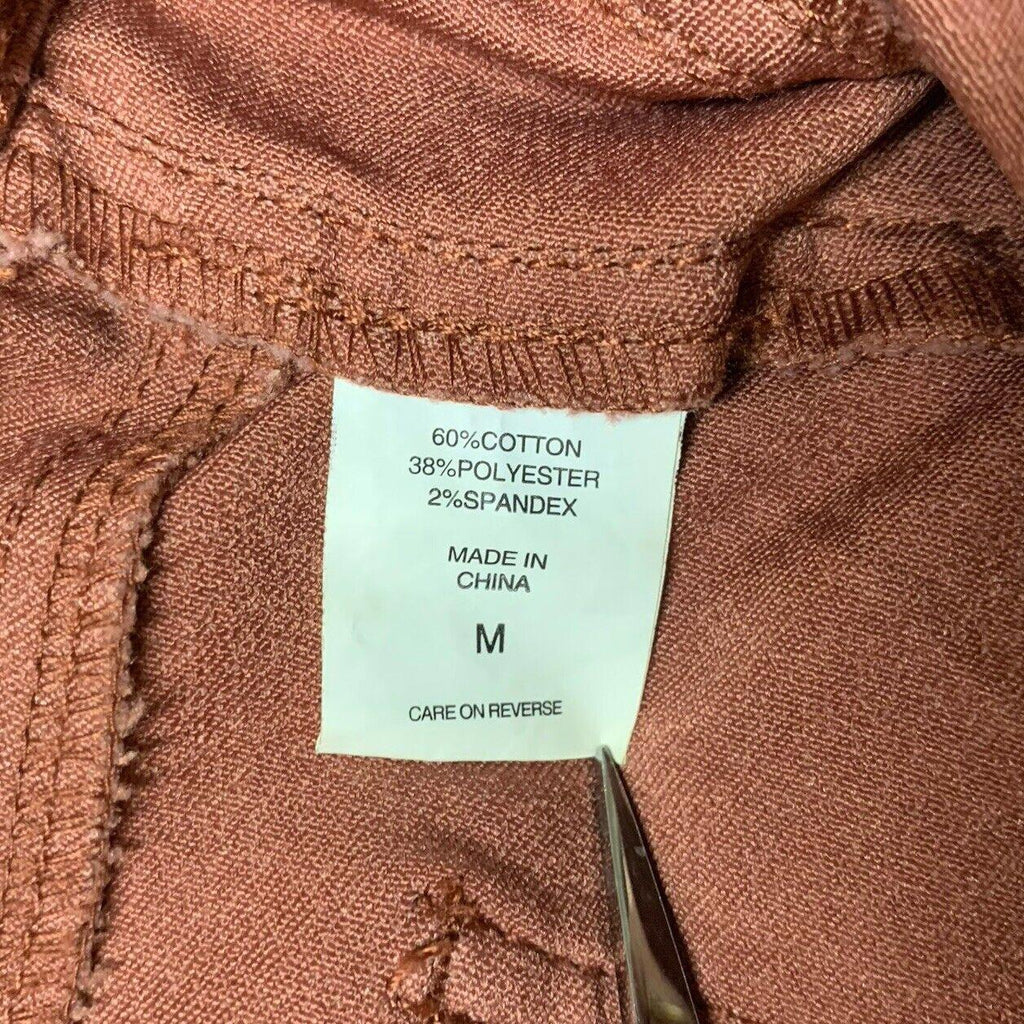 60%COTTON
38%POLYESTER
2%SPANDEX
MADE IN
CHINA
M
CARE ON REVERSE